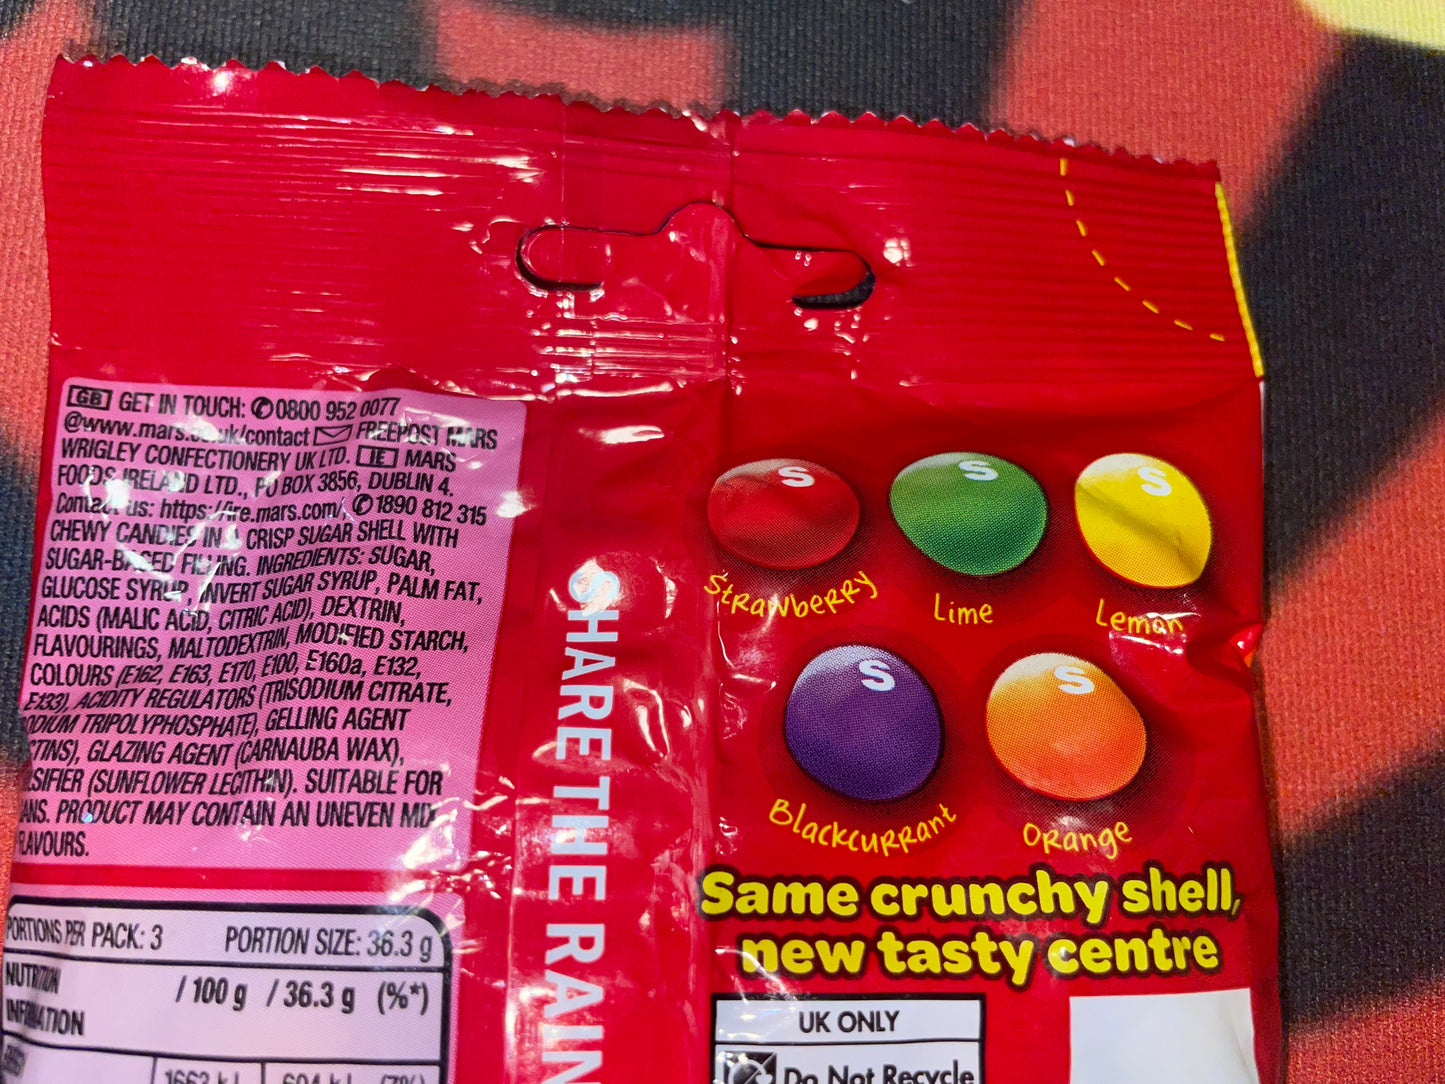 GB GET IN TOUCH: 0800 952 0077
@www.mars.co.uk/contact FREEPOST MARS
WRIGLEY CONFECTIONERY UK LTD. IE MARS
FOODS IRELAND LTD., PO BOX 3856, DUBLIN 4.
Contact us: https://ire.mars.com/, 1890 812 315
CHEWY CANDIES IN A CRISP SUGAR SHELL WITH
SUGAR-BASED FILLING. INGREDIENTS: SUGAR,
GLUCOSE SYRUP, INVERT SUGAR SYRUP, PALM FAT,
ACIDS (MALIC ACID, CITRIC ACID), DEXTRIN,
FLAVOURINGS, MALTODEXTRIN, MODIFIED STARCH,
COLOURS (E162, E163, E170, E100, E160a, E132,
E133), ACIDITY REGULATORS (TRISODIUM CITRATE,
ODIUM TRIPOLYPHOSPHATE), GELLING AGENT
CTINS), GLAZING AGENT (CARNAUBA WAX),
SIFIER (SUNFLOWER LECITHIN). SUITABLE FOR
ANS. PRODUCT MAY CONTAIN AN UNEVEN MIX
LAVOURS.
PORTIONS PER PACK: 3 PORTION SIZE: 36.3 g
NUTRITION
INFORMATION / 100 g / 36.3 g (%*)
SHARE THE RAIN
S
S
S
Strawberry
Lime
Lemon
S
S
Blackcurrant
Orange
Same crunchy shell,
new tasty centre
UK ONLY
Do Not Recycle